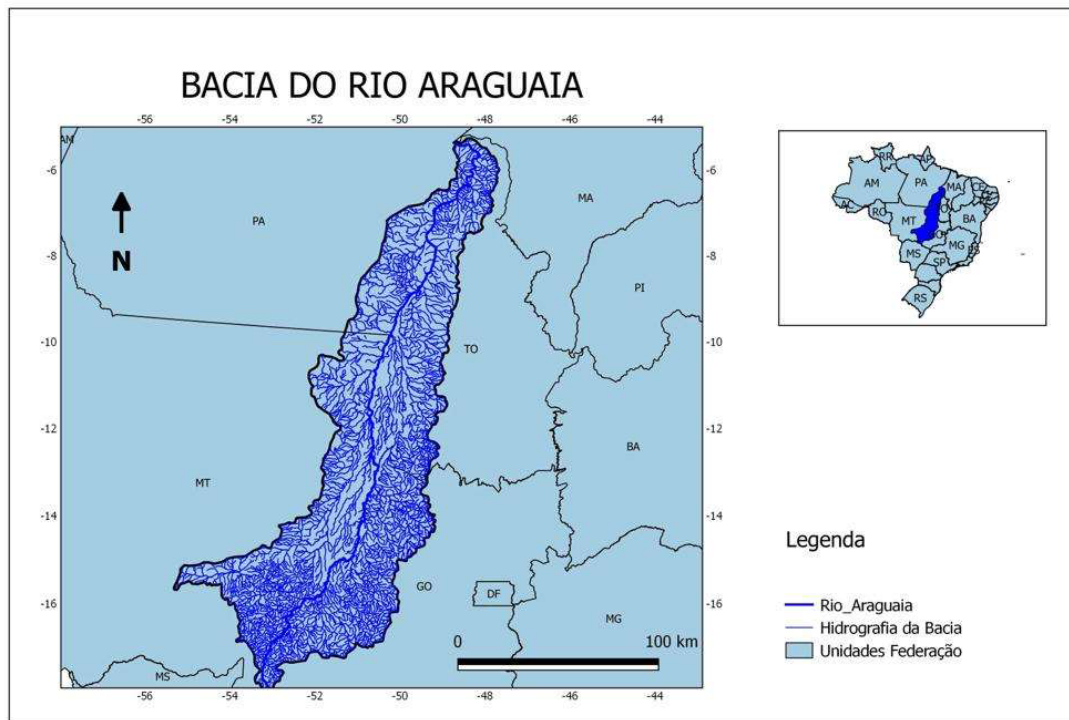 BACIA DO RIO ARAGUAIA
-56 -54 -52 -50 -48 -46 -44
AM
-6 -6
PA MA
N
-8 -8
PI
-10 TO -10
-12 -12
BA
MT
-14 -14
GO DF
-16 -16
MG
0 100 km
MS
-56 -54 -52 -50 -48 -46 -44
RR AP
AM PA MA CE
AC RO MT BA
MS MG ES
SP
RS
Legenda
Rio_Araguaia
Hidrografia da Bacia
Unidades Federação